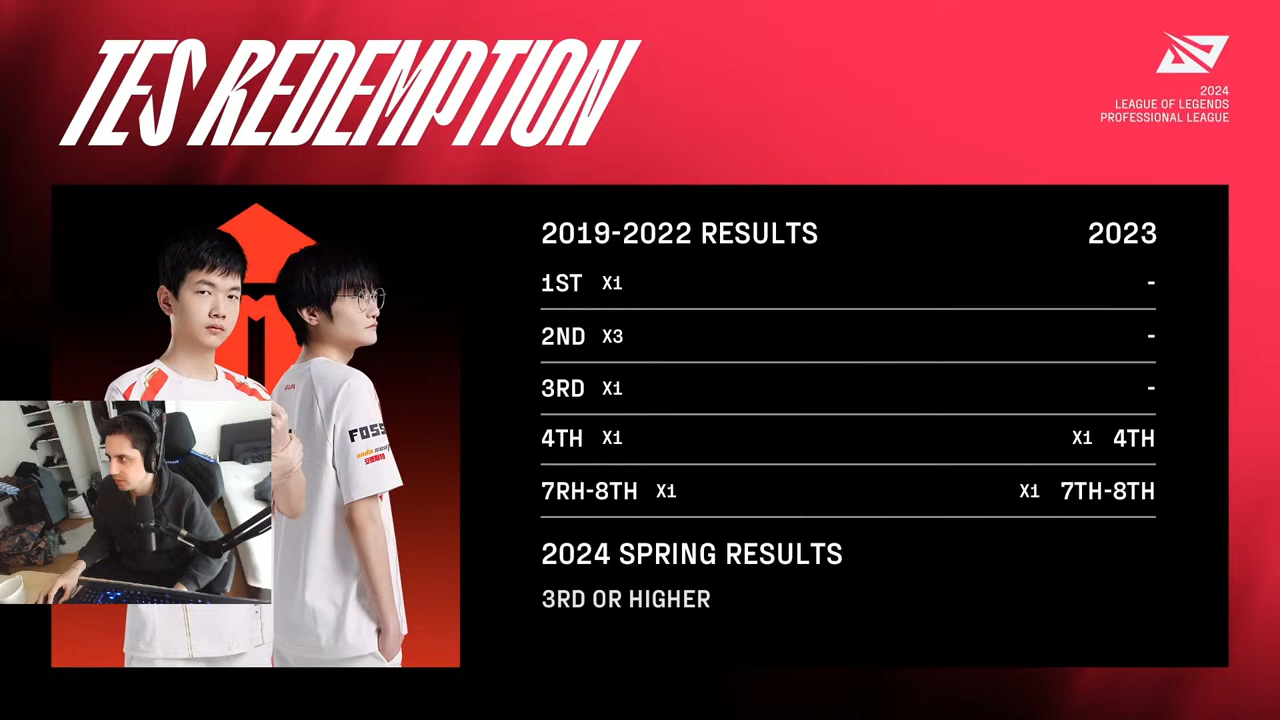 TES REDEMPTION
2024
LEAGUE OF LEGENDS
PROFESSIONAL LEAGUE
2019-2022 RESULTS 2023
1ST X1 -
2ND X3 -
3RD X1 -
4TH X1 X1 4TH
7RH-8TH X1 X1 7TH-8TH
2024 SPRING RESULTS
3RD OR HIGHER